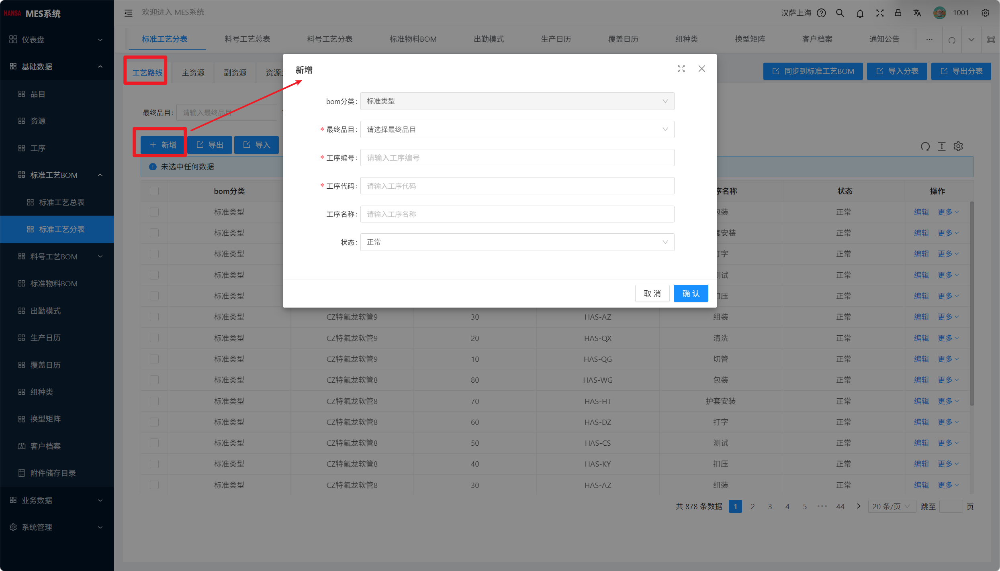 HANSA MES系统
欢迎进入 MES系统
汉萨上海
1001
仪表盘
基础数据
品目
资源
工序
标准工艺BOM
标准工艺总表
标准工艺分表
料号工艺BOM
标准物料BOM
出勤模式
生产日历
覆盖日历
组种类
换型矩阵
客户档案
附件储存目录
业务数据
系统管理
标准工艺分表 料号工艺总表 料号工艺分表 标准物料BOM 出勤模式 生产日历 覆盖日历 组种类 换型矩阵 客户档案 通知公告 ···
工艺路线 主资源 副资源 资源
同步到标准工艺BOM 导入分表 导出分表
最终品目: 请输入最终品目
新增 导出 导入
未选中任何数据
新增
bom分类: 标准类型
* 最终品目: 请选择最终品目
* 工序编号: 请输入工序编号
* 工序代码: 请输入工序代码
工序名称: 请输入工序名称
状态: 正常
取 消 确 认
bom分类 序名称 状态 操作
标准类型 包装 正常 编辑 更多
标准类型 套安装 正常 编辑 更多
标准类型 打字 正常 编辑 更多
标准类型 测试 正常 编辑 更多
标准类型 扣压 正常 编辑 更多
标准类型 CZ特氟龙软管9 30 HAS-AZ 组装 正常 编辑 更多
标准类型 CZ特氟龙软管9 20 HAS-QX 清洗 正常 编辑 更多
标准类型 CZ特氟龙软管9 10 HAS-QG 切管 正常 编辑 更多
标准类型 CZ特氟龙软管8 80 HAS-WG 包装 正常 编辑 更多
标准类型 CZ特氟龙软管8 70 HAS-HT 护套安装 正常 编辑 更多
标准类型 CZ特氟龙软管8 60 HAS-DZ 打字 正常 编辑 更多
标准类型 CZ特氟龙软管8 50 HAS-CS 测试 正常 编辑 更多
标准类型 CZ特氟龙软管8 40 HAS-KY 扣压 正常 编辑 更多
标准类型 CZ特氟龙软管8 30 HAS-AZ 组装 正常 编辑 更多
共 878 条数据 1 2 3 4 5 ••• 44 > 20 条/页 跳至 页